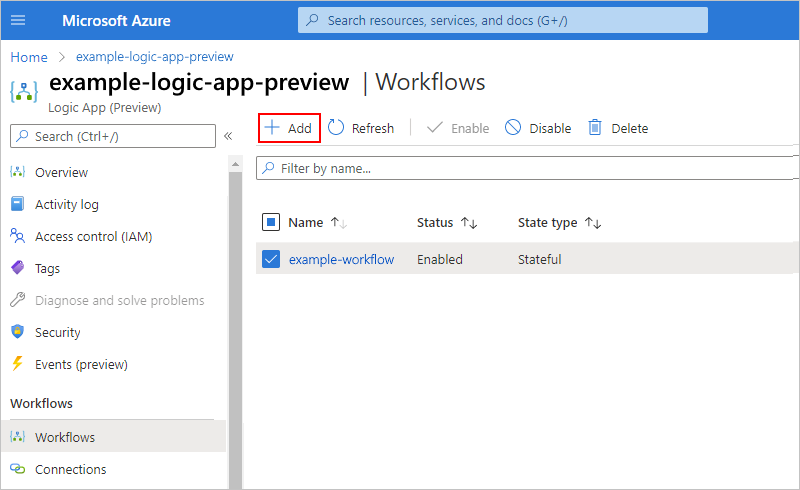 Microsoft Azure
Search resources, services, and docs (G+/)
Home > example-logic-app-preview
example-logic-app-preview | Workflows
Logic App (Preview)
Search (Ctrl+/) «
Add Refresh Enable Disable Delete
Filter by name...
Overview
Activity log
Access control (IAM)
Tags
Diagnose and solve problems
Security
Events (preview)
Workflows
Workflows
Connections
Name ↑↓ Status ↑↓ State type ↑↓
example-workflow Enabled Stateful